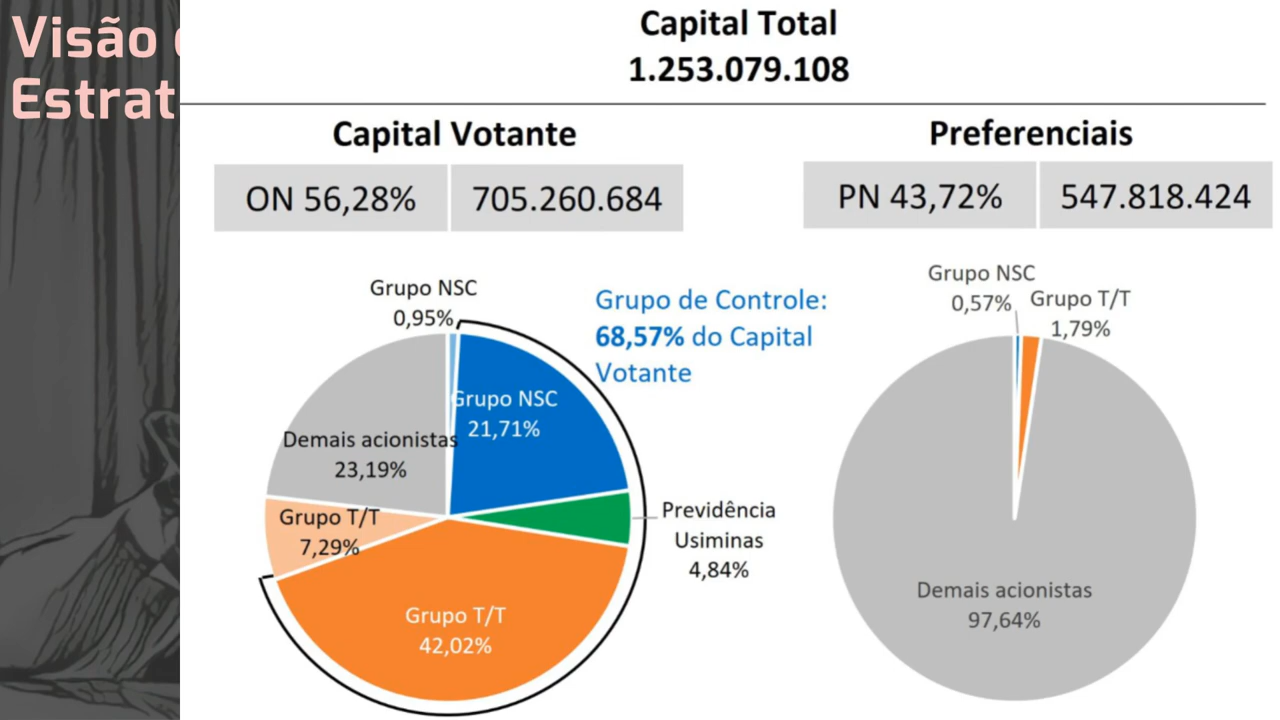 Visão
Estrat
Capital Total
1.253.079.108
Capital Votante
ON 56,28%
705.260.684
Preferenciais
PN 43,72%
547.818.424
Grupo NSC
0,95%
Grupo de Controle:
68,57% do Capital
Votante
Grupo NSC
21,71%
Demais acionistas
23,19%
Grupo T/T
7,29%
Previdência
Usiminas
4,84%
Grupo T/T
42,02%
Grupo NSC
0,57%
Grupo T/T
1,79%
Demais acionistas
97,64%